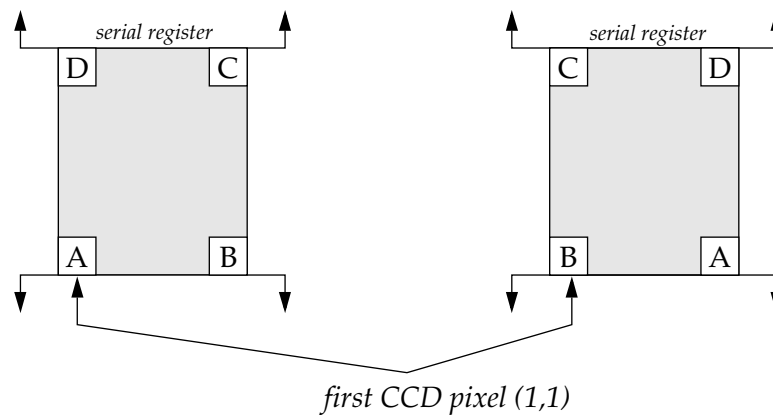 serial register
serial register
D C
C D
A B
B A
first CCD pixel (1,1)